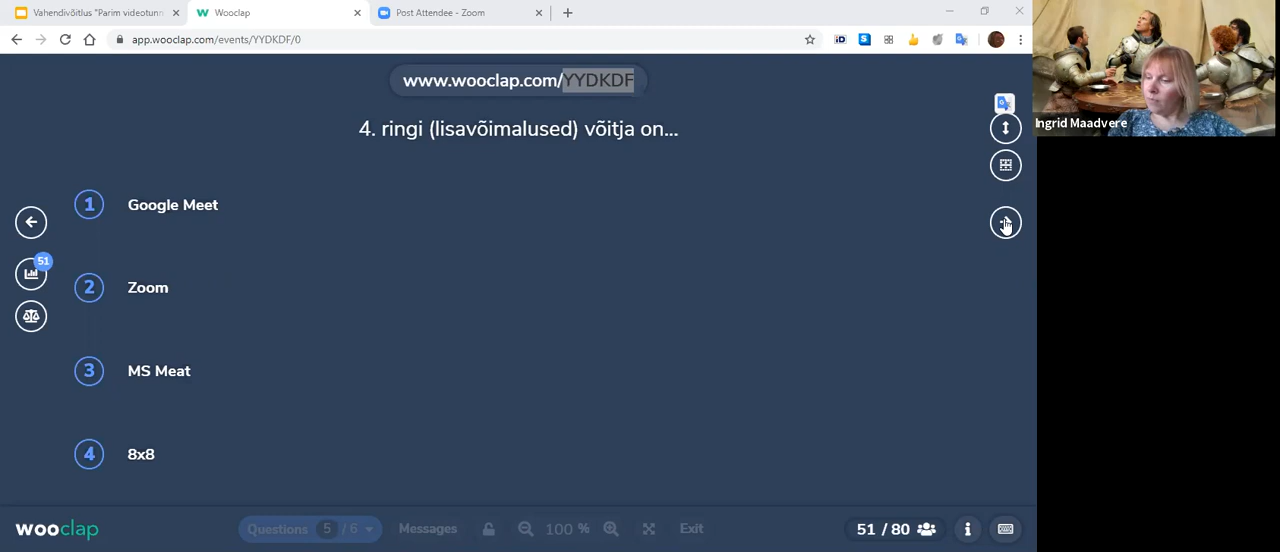 Vahendivõitlus "Parim videotunn
Wooclap
Post Attendee - Zoom
app.wooclap.com/events/YYDKDF/0
www.wooclap.com/YYDKDF
4. ringi (lisavõimalused) võitja on...
1 Google Meet
2 Zoom
3 MS Meat
4 8x8
51
Ingrid Maadvere
wooclap
Questions 5 / 6
Messages
100 %
Exit
51 / 80